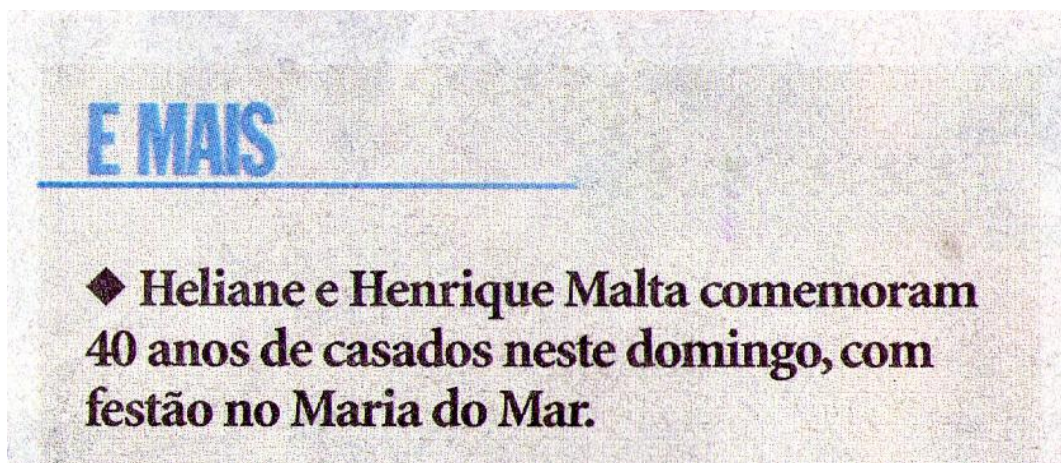 E MAIS
◆ Heliane e Henrique Malta comemoram
40 anos de casados neste domingo, com
festão no Maria do Mar.